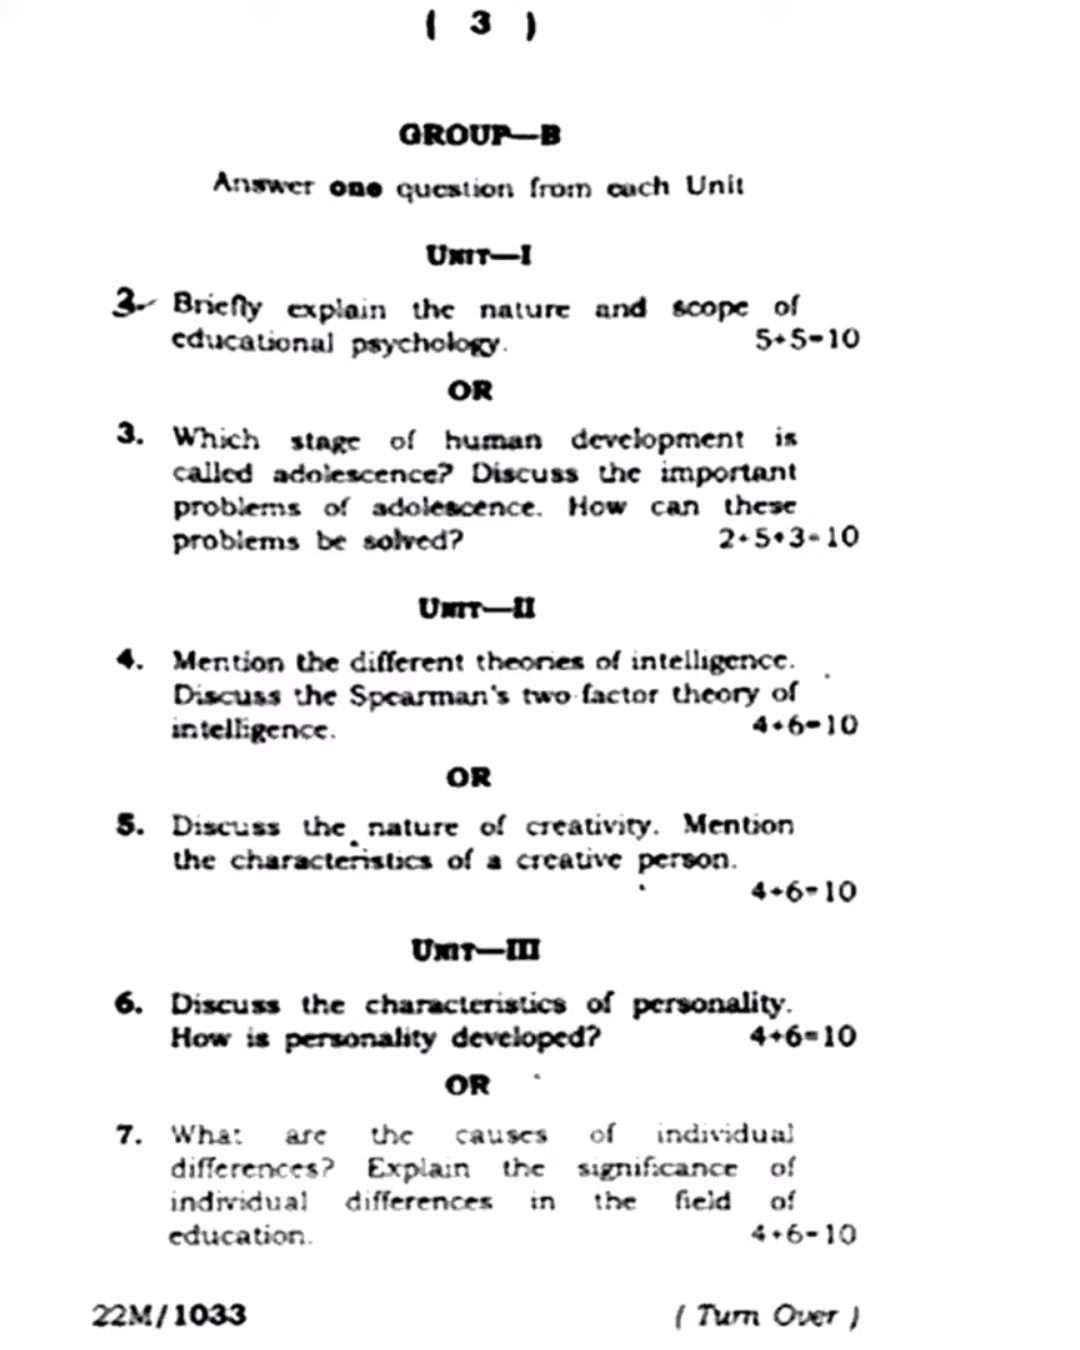 ( 3 )
GROUP—B
Answer one question from each Unit
UNIT—I
2. Briefly explain the nature and scope of
educational psychology. 5+5=10
OR
3. Which stage of human development is
called adolescence? Discuss the important
problems of adolescence. How can these
problems be solved? 2+5+3=10
UNIT—II
4. Mention the different theories of intelligence.
Discuss the Spearman's two-factor theory of
intelligence. 4+6=10
OR
5. Discuss the nature of creativity. Mention
the characteristics of a creative person.
4+6=10
UNIT—III
6. Discuss the characteristics of personality.
How is personality developed? 4+6=10
OR
7. What are the causes of individual
differences? Explain the significance of
individual differences in the field of
education. 4+6=10
22M/1033 ( Turn Over )